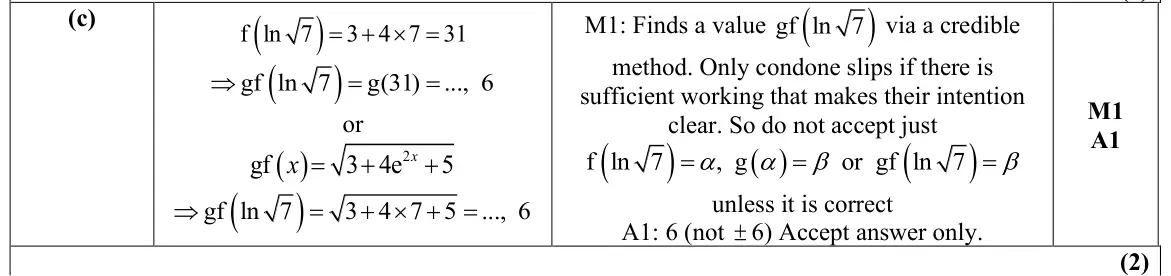 (c)
f(ln √7) = 3 + 4 × 7 = 31
⇒ gf(ln √7) = g(31) = ..., 6
or
gf(x) = √(3 + 4e²ˣ + 5)
⇒ gf(ln √7) = √(3 + 4 × 7 + 5) = ..., 6
M1: Finds a value gf(ln √7) via a credible
method. Only condone slips if there is
sufficient working that makes their intention
clear. So do not accept just
f(ln √7) = α, g(α) = β or gf(ln √7) = β
unless it is correct
A1: 6 (not ± 6) Accept answer only.
M1
A1
(2)